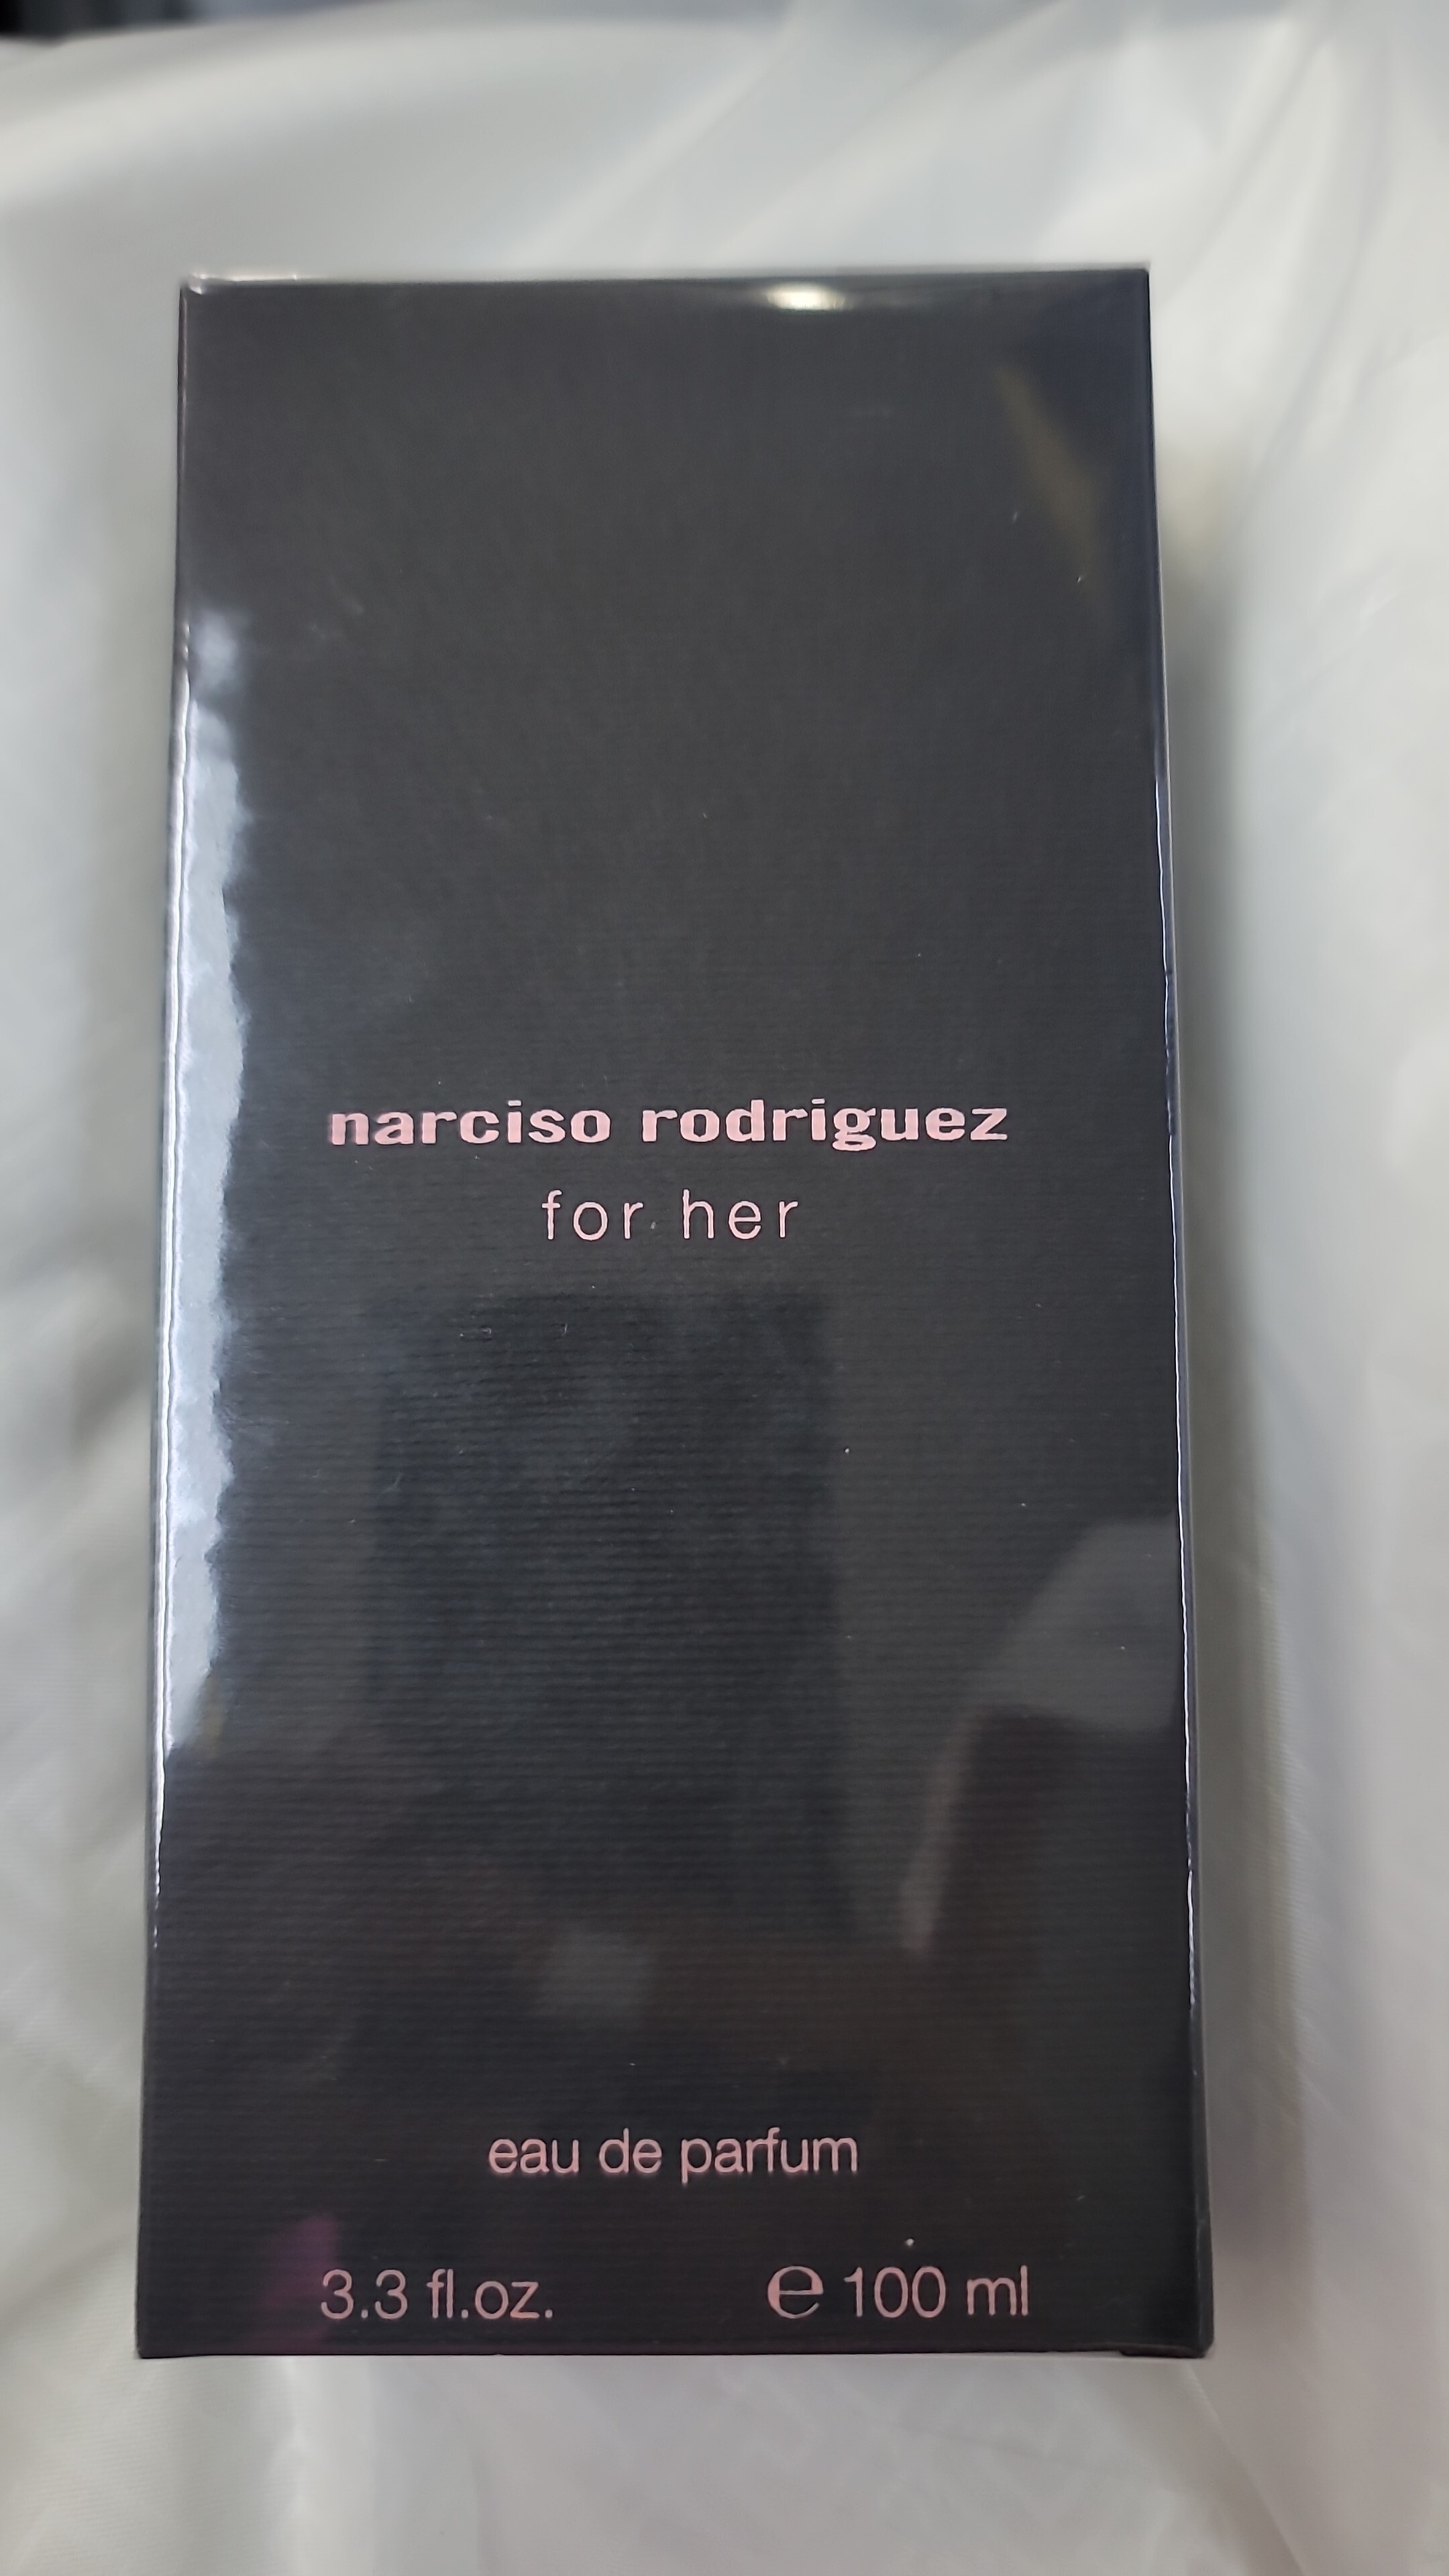 narciso rodriguez
for her
eau de parfum
3.3 fl.oz. ℮ 100 ml